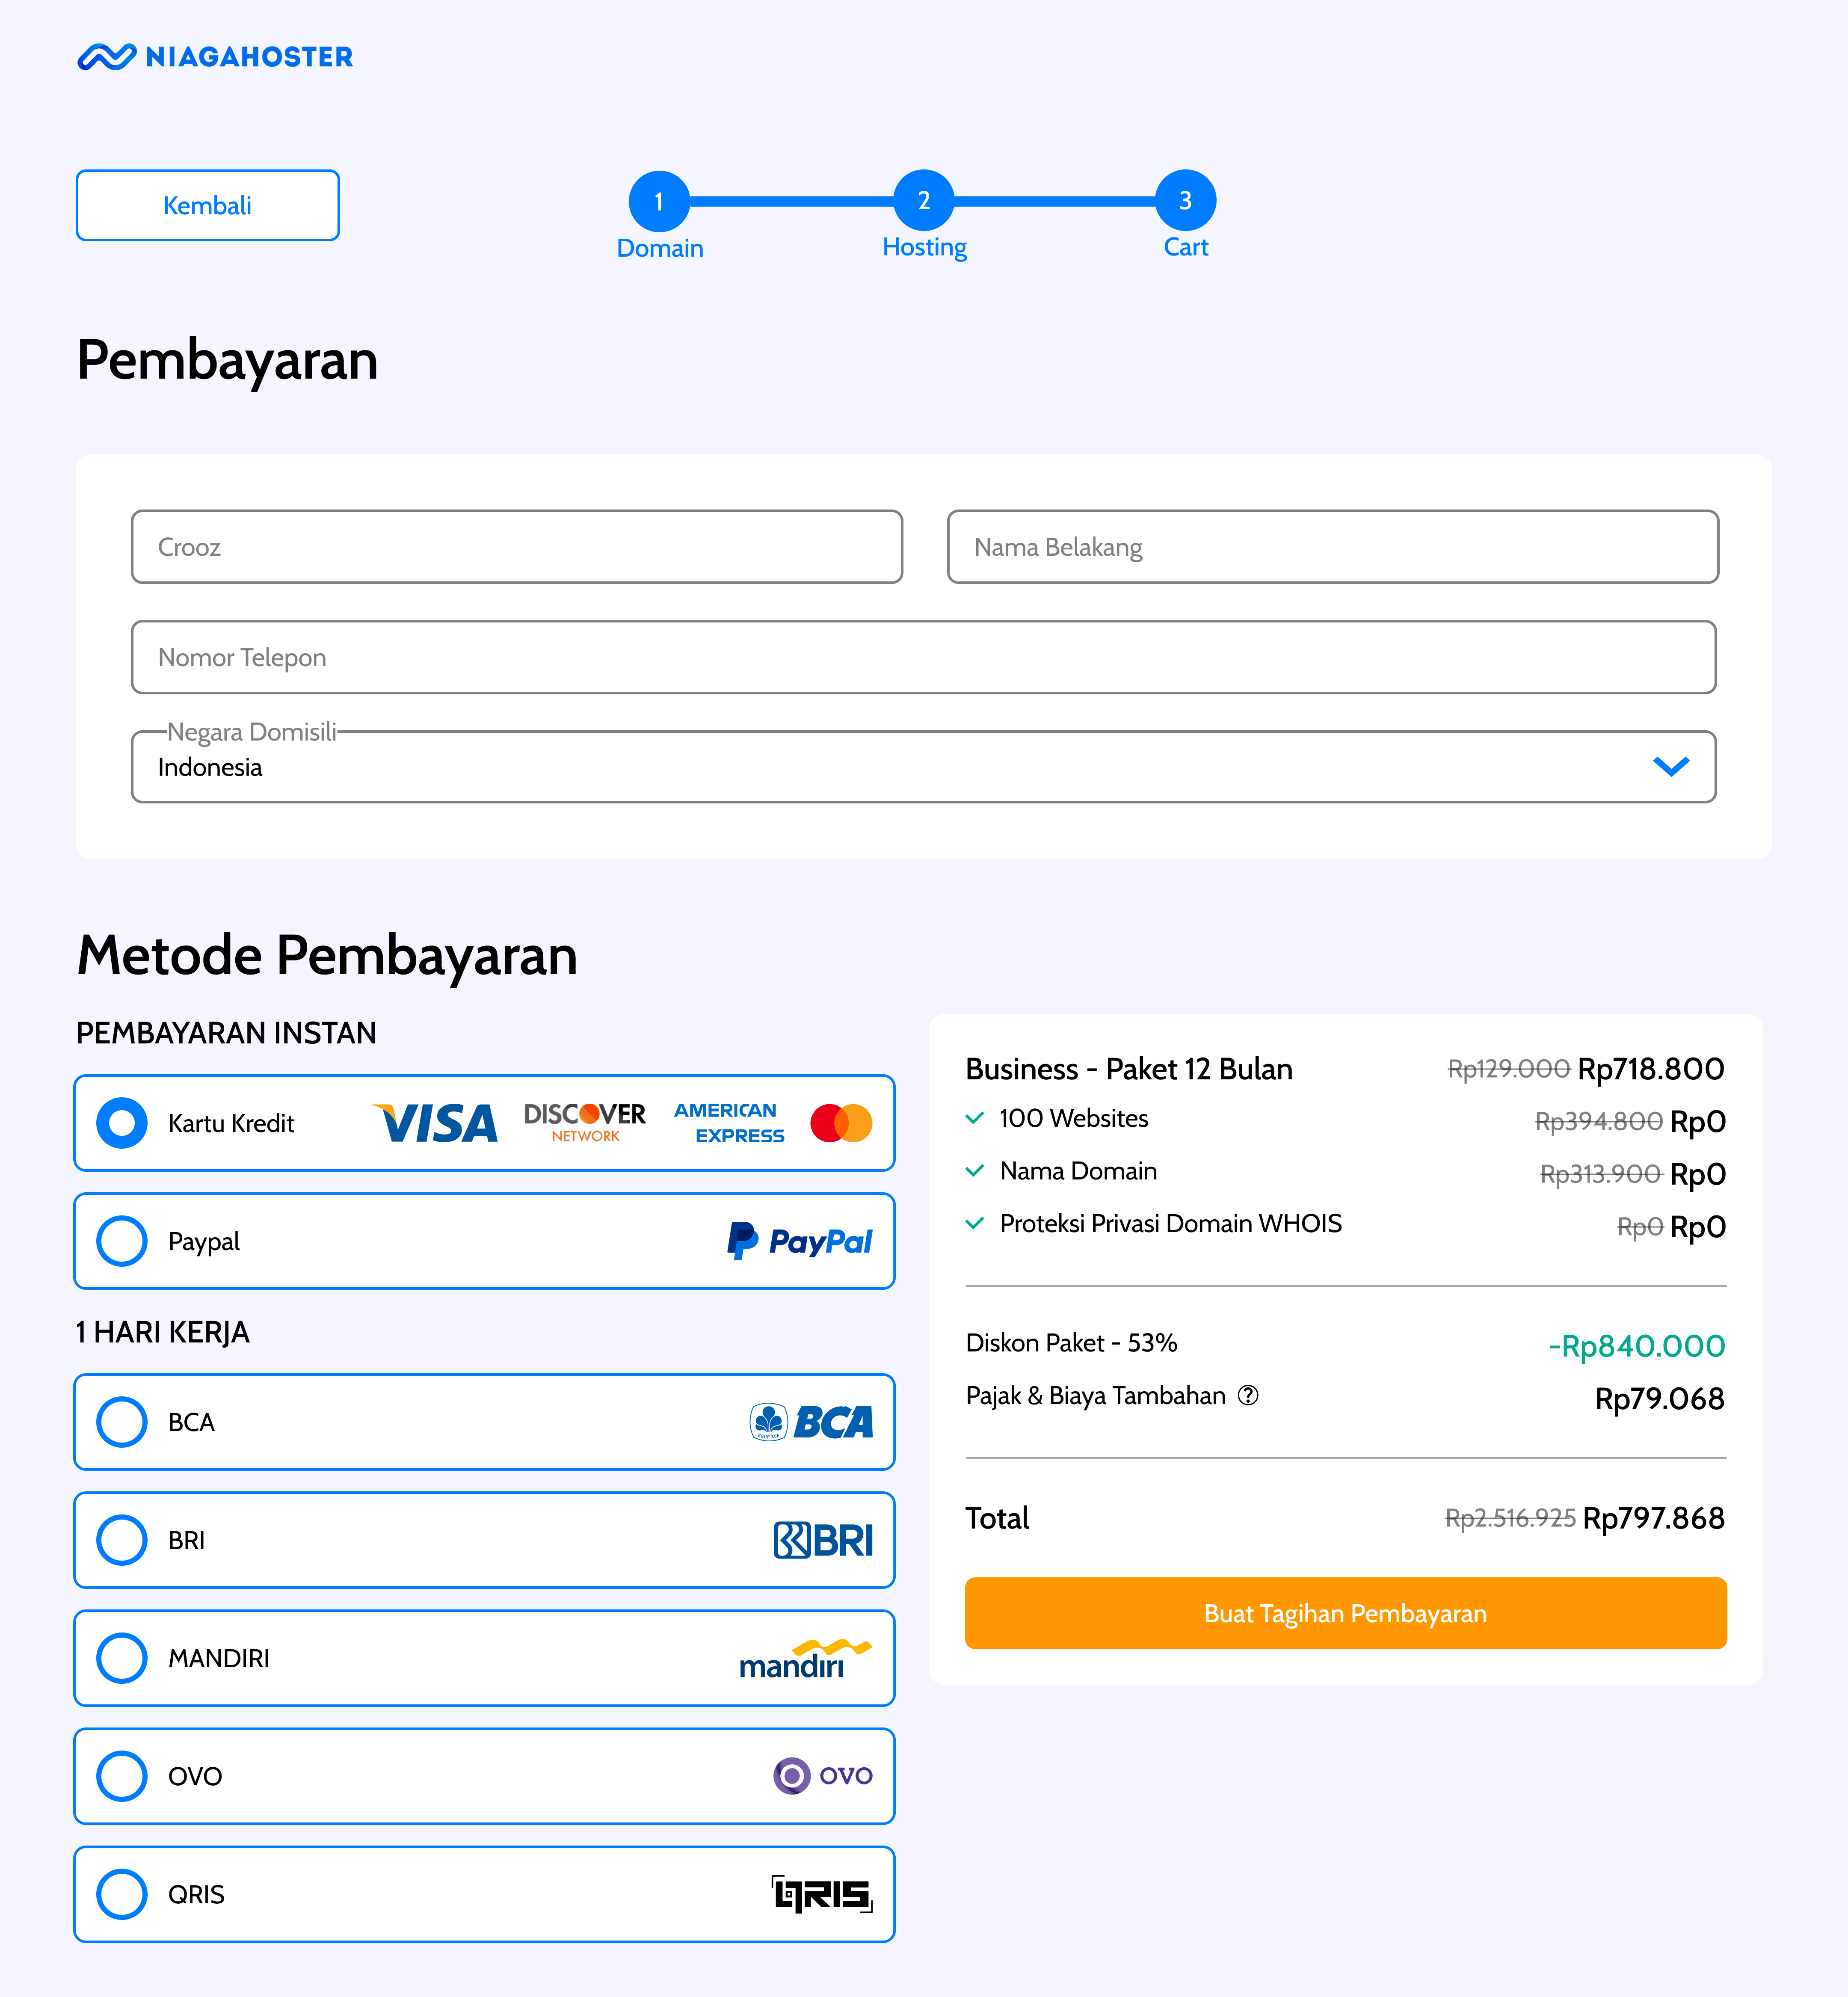 NIAGAHOSTER
Kembali
1 2 3
Domain Hosting Cart
Pembayaran
Crooz
Nama Belakang
Nomor Telepon
Negara Domisili
Indonesia
Metode Pembayaran
PEMBAYARAN INSTAN
Kartu Kredit VISA DISCOVER NETWORK AMERICAN EXPRESS
Paypal PayPal
1 HARI KERJA
BCA GRUP BCA BCA
BRI BRI
MANDIRI mandiri
OVO OVO
QRIS QRIS
Business - Paket 12 Bulan Rp129.000 Rp718.800
100 Websites Rp394.800 Rp0
Nama Domain Rp313.900 Rp0
Proteksi Privasi Domain WHOIS Rp0 Rp0
Diskon Paket - 53% -Rp840.000
Pajak & Biaya Tambahan ? Rp79.068
Total Rp2.516.925 Rp797.868
Buat Tagihan Pembayaran